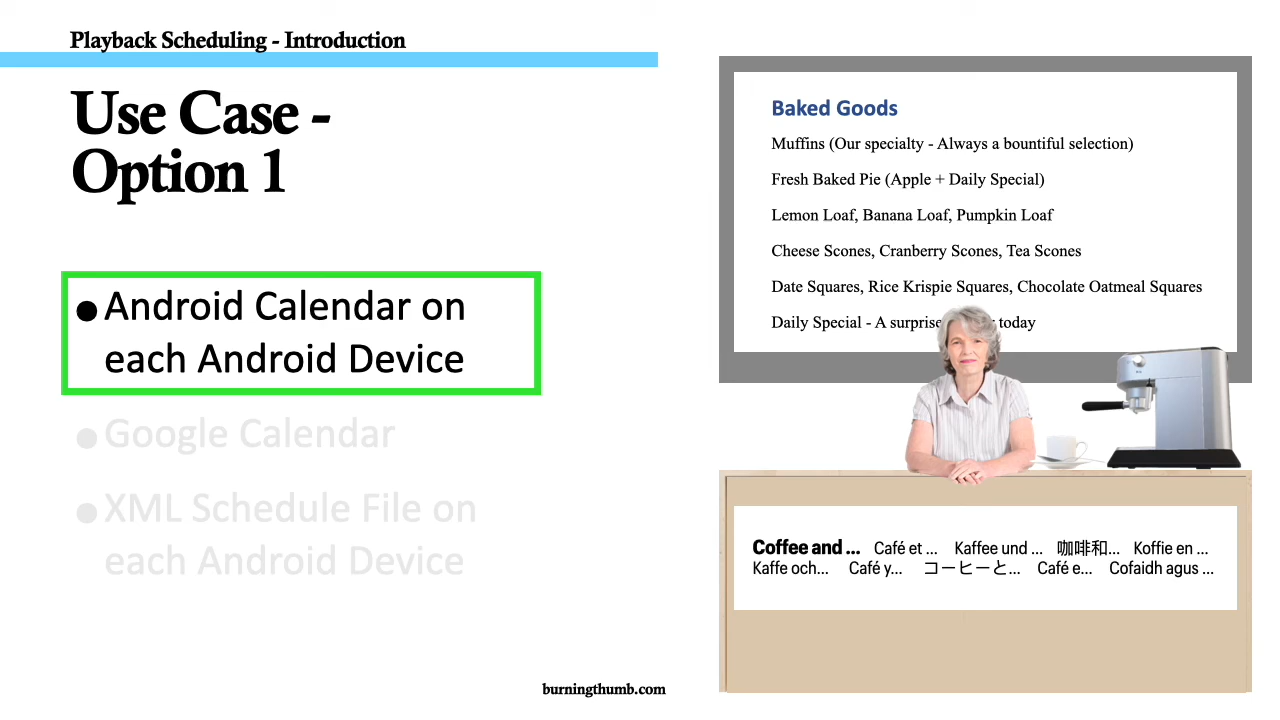 Playback Scheduling - Introduction
Use Case -
Option 1
Android Calendar on
each Android Device
Google Calendar
XML Schedule File on
each Android Device
Baked Goods
Muffins (Our specialty - Always a bountiful selection)
Fresh Baked Pie (Apple + Daily Special)
Lemon Loaf, Banana Loaf, Pumpkin Loaf
Cheese Scones, Cranberry Scones, Tea Scones
Date Squares, Rice Krispie Squares, Chocolate Oatmeal Squares
Daily Special - A surprise today
Coffee and ... Café et ... Kaffee und ... 咖啡和... Koffie en ...
Kaffe och... Café y... コーヒーと... Café e... Cofaidh agus ...
burningthumb.com